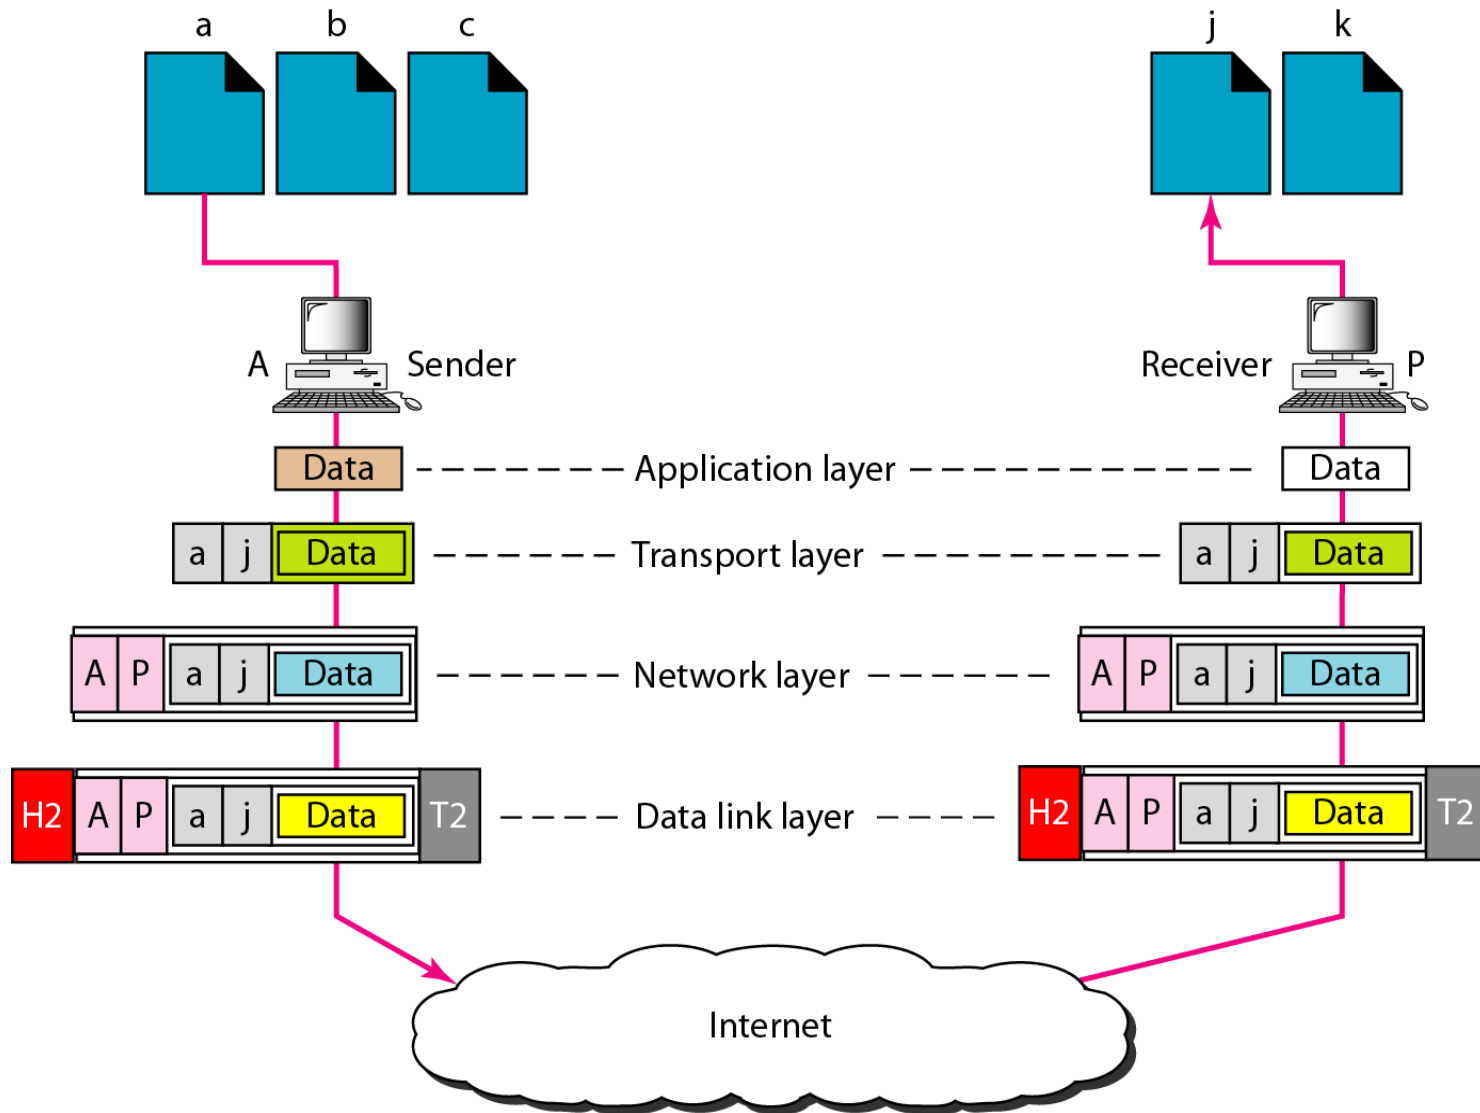 a b c j k
A Sender Receiver P
Data Application layer Data
a j Data Transport layer a j Data
A P a j Data Network layer A P a j Data
H2 A P a j Data T2 Data link layer H2 A P a j Data T2
Internet